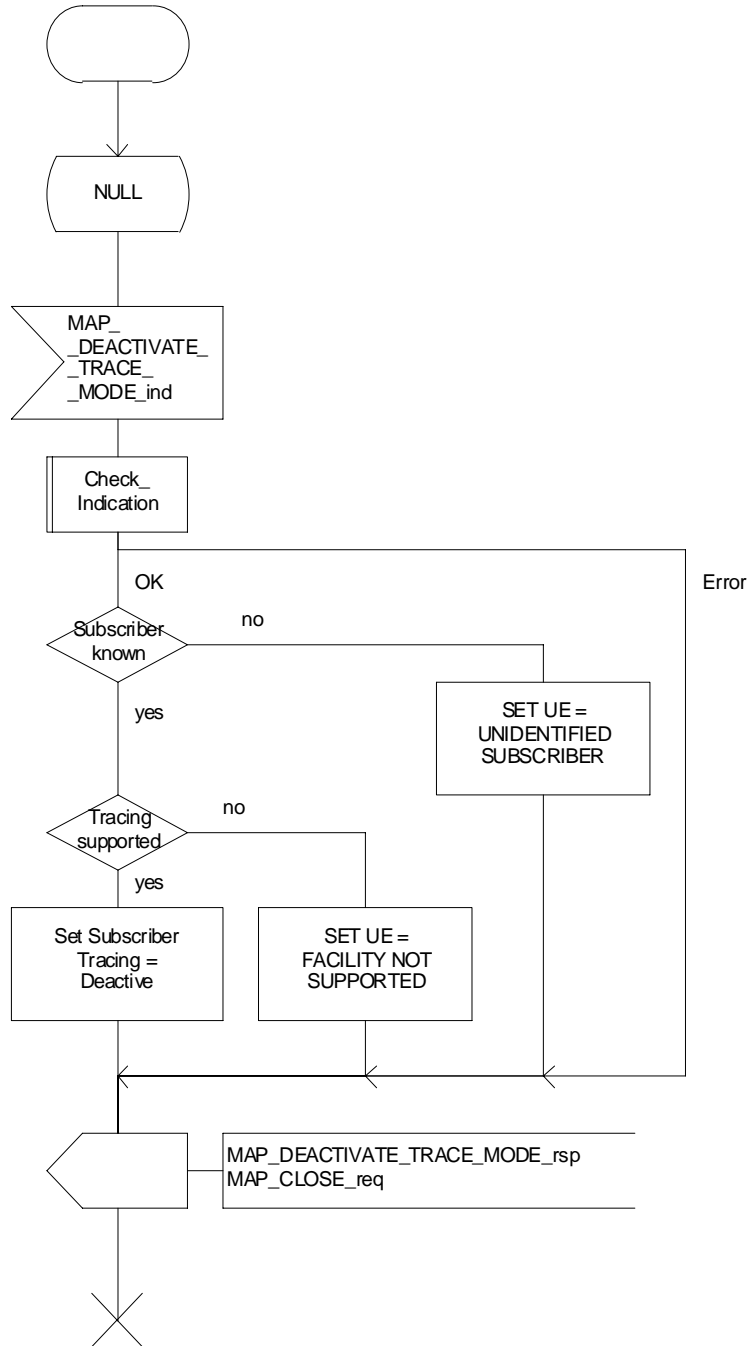 NULL
MAP_
_DEACTIVATE_
_TRACE_
_MODE_ind
Check_
Indication
OK
Error
Subscriber
known
no
yes
SET UE =
UNIDENTIFIED
SUBSCRIBER
Tracing
supported
no
yes
Set Subscriber
Tracing =
Deactive
SET UE =
FACILITY NOT
SUPPORTED
MAP_DEACTIVATE_TRACE_MODE_rsp
MAP_CLOSE_req